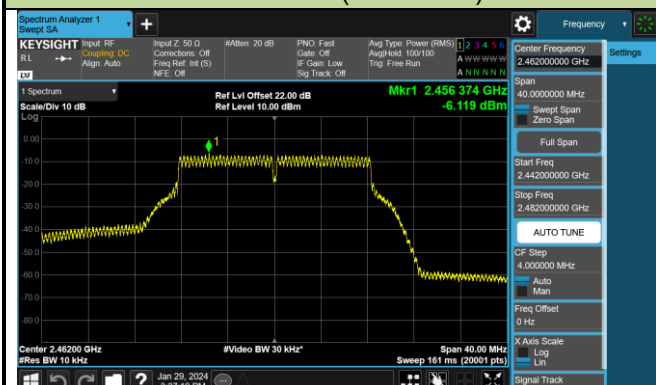 Spectrum Analyzer 1
Swept SA
Frequency
KEYSIGHT
RL
LXI
Input: RF
Coupling: DC
Align: Auto
Input Z: 50 Ω
Corrections: Off
Freq Ref: Int (S)
NFE: Off
#Atten: 20 dB
PNO: Fast
Gate: Off
IF Gain: Low
Sig Track: Off
Avg Type: Power (RMS)
Avg|Hold: 100/100
Trig: Free Run
1 2 3 4 5 6
A W W W W W
A N N N N N
1 Spectrum
Scale/Div 10 dB
Log
Ref Lvl Offset 22.00 dB
Ref Level 10.00 dBm
Mkr1 2.456 374 GHz
-6.119 dBm
1
0.00
-10.0
-20.0
-30.0
-40.0
-50.0
-60.0
-70.0
-80.0
Center 2.46200 GHz
#Res BW 10 kHz
#Video BW 30 kHz*
Span 40.00 MHz
Sweep 161 ms (20001 pts)
Center Frequency
2.462000000 GHz
Span
40.0000000 MHz
Swept Span
Zero Span
Full Span
Start Freq
2.442000000 GHz
Stop Freq
2.482000000 GHz
AUTO TUNE
CF Step
4.000000 MHz
Auto
Man
Freq Offset
0 Hz
X Axis Scale
Log
Lin
Signal Track
Settings
?
Jan 29, 2024